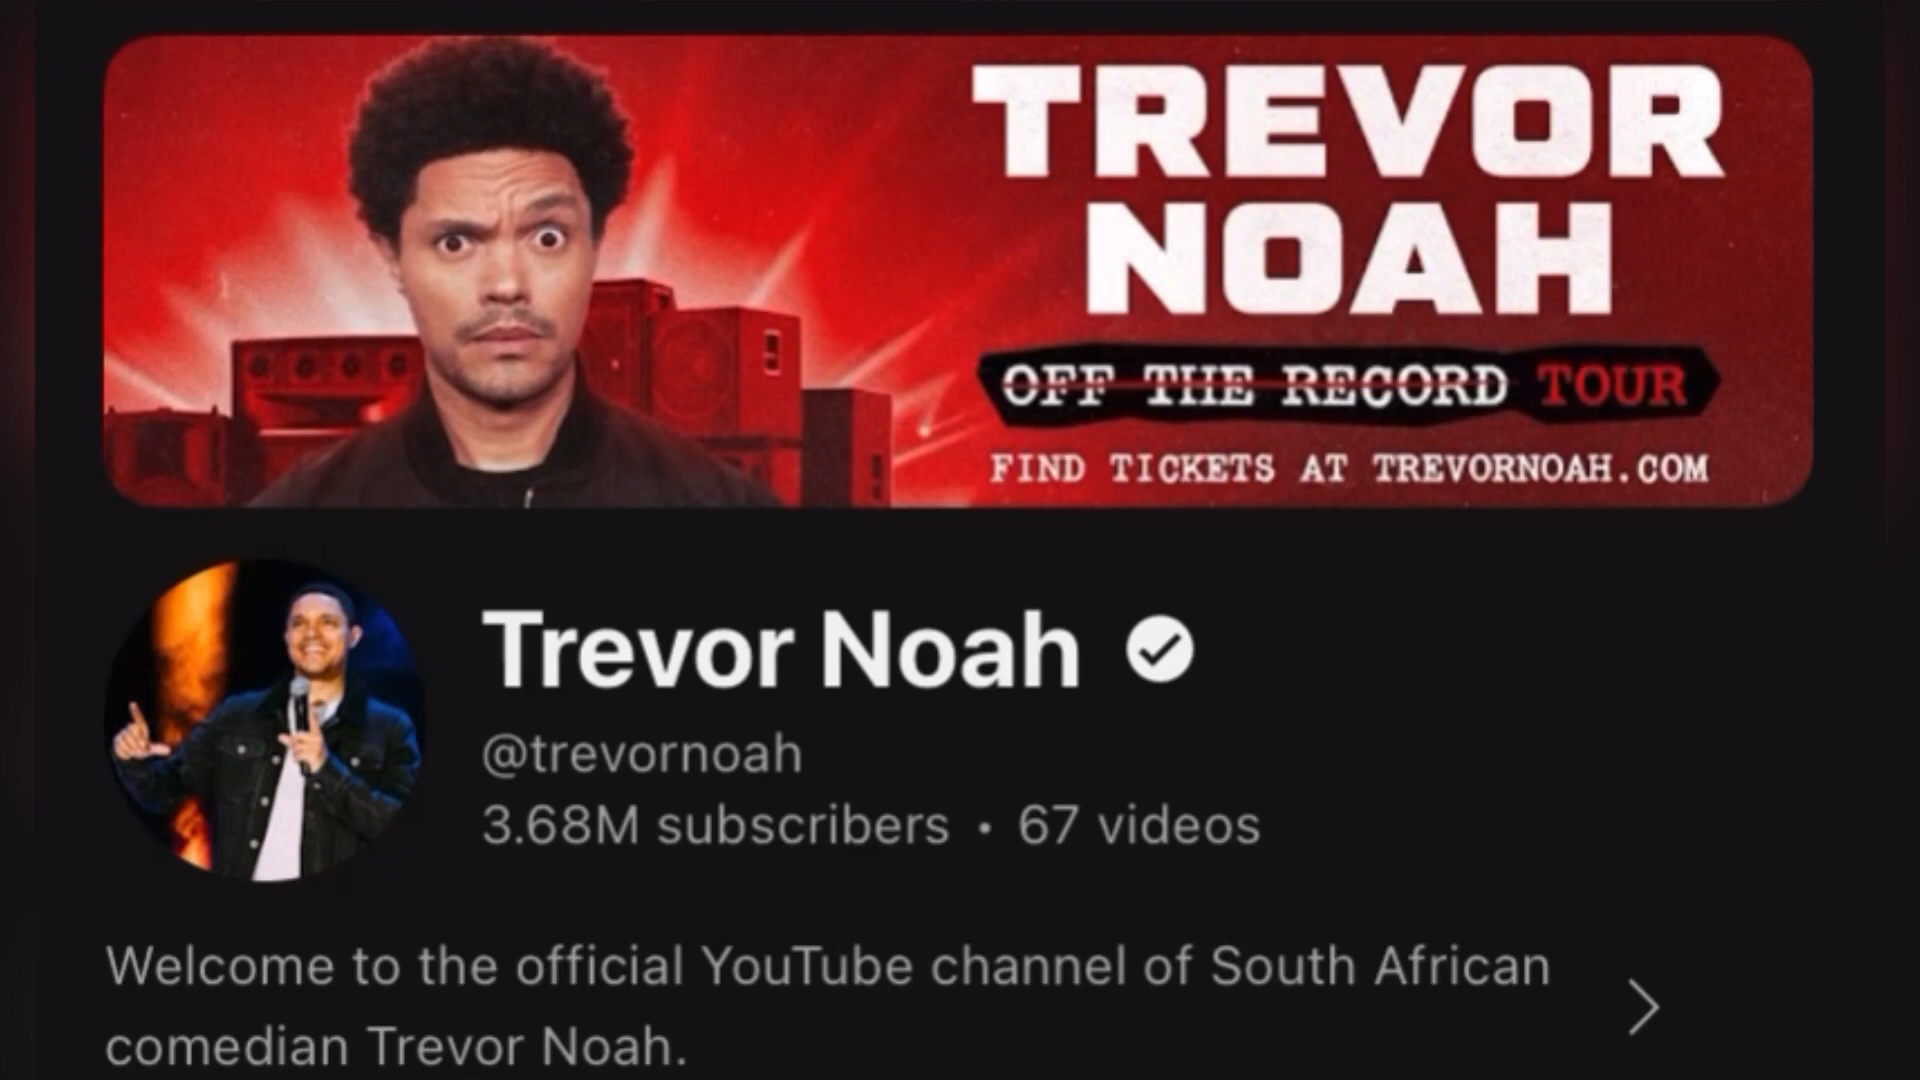 TREVOR
NOAH
OFF THE RECORD TOUR
FIND TICKETS AT TREVORNOAH.COM
Trevor Noah
@trevornoah
3.68M subscribers • 67 videos
Welcome to the official YouTube channel of South African
comedian Trevor Noah.